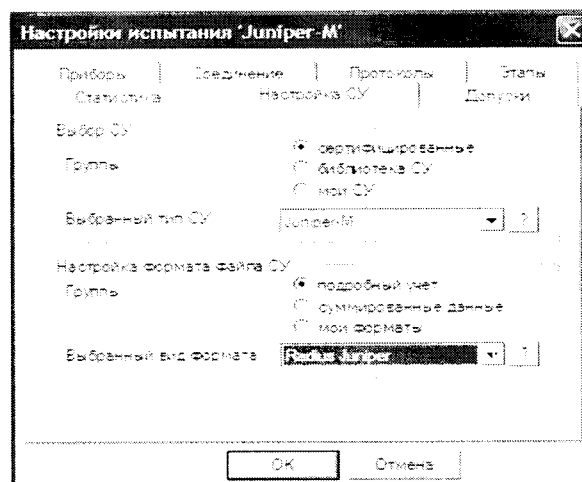 Настройки испытания 'Juniper-M'
Приборы Соединение Протоколы Этапы
Статистика Настройка СУ Допуски
Выбор СУ
Группы
сертифицированные
библиотека СУ
мои СУ
Выбранный тип СУ Juniper-M ?
Настройка формата файла СУ
Группы
подробный учет
суммированные данные
мои форматы
Выбранный вид формата Radius Juniper ?
OK Отмена